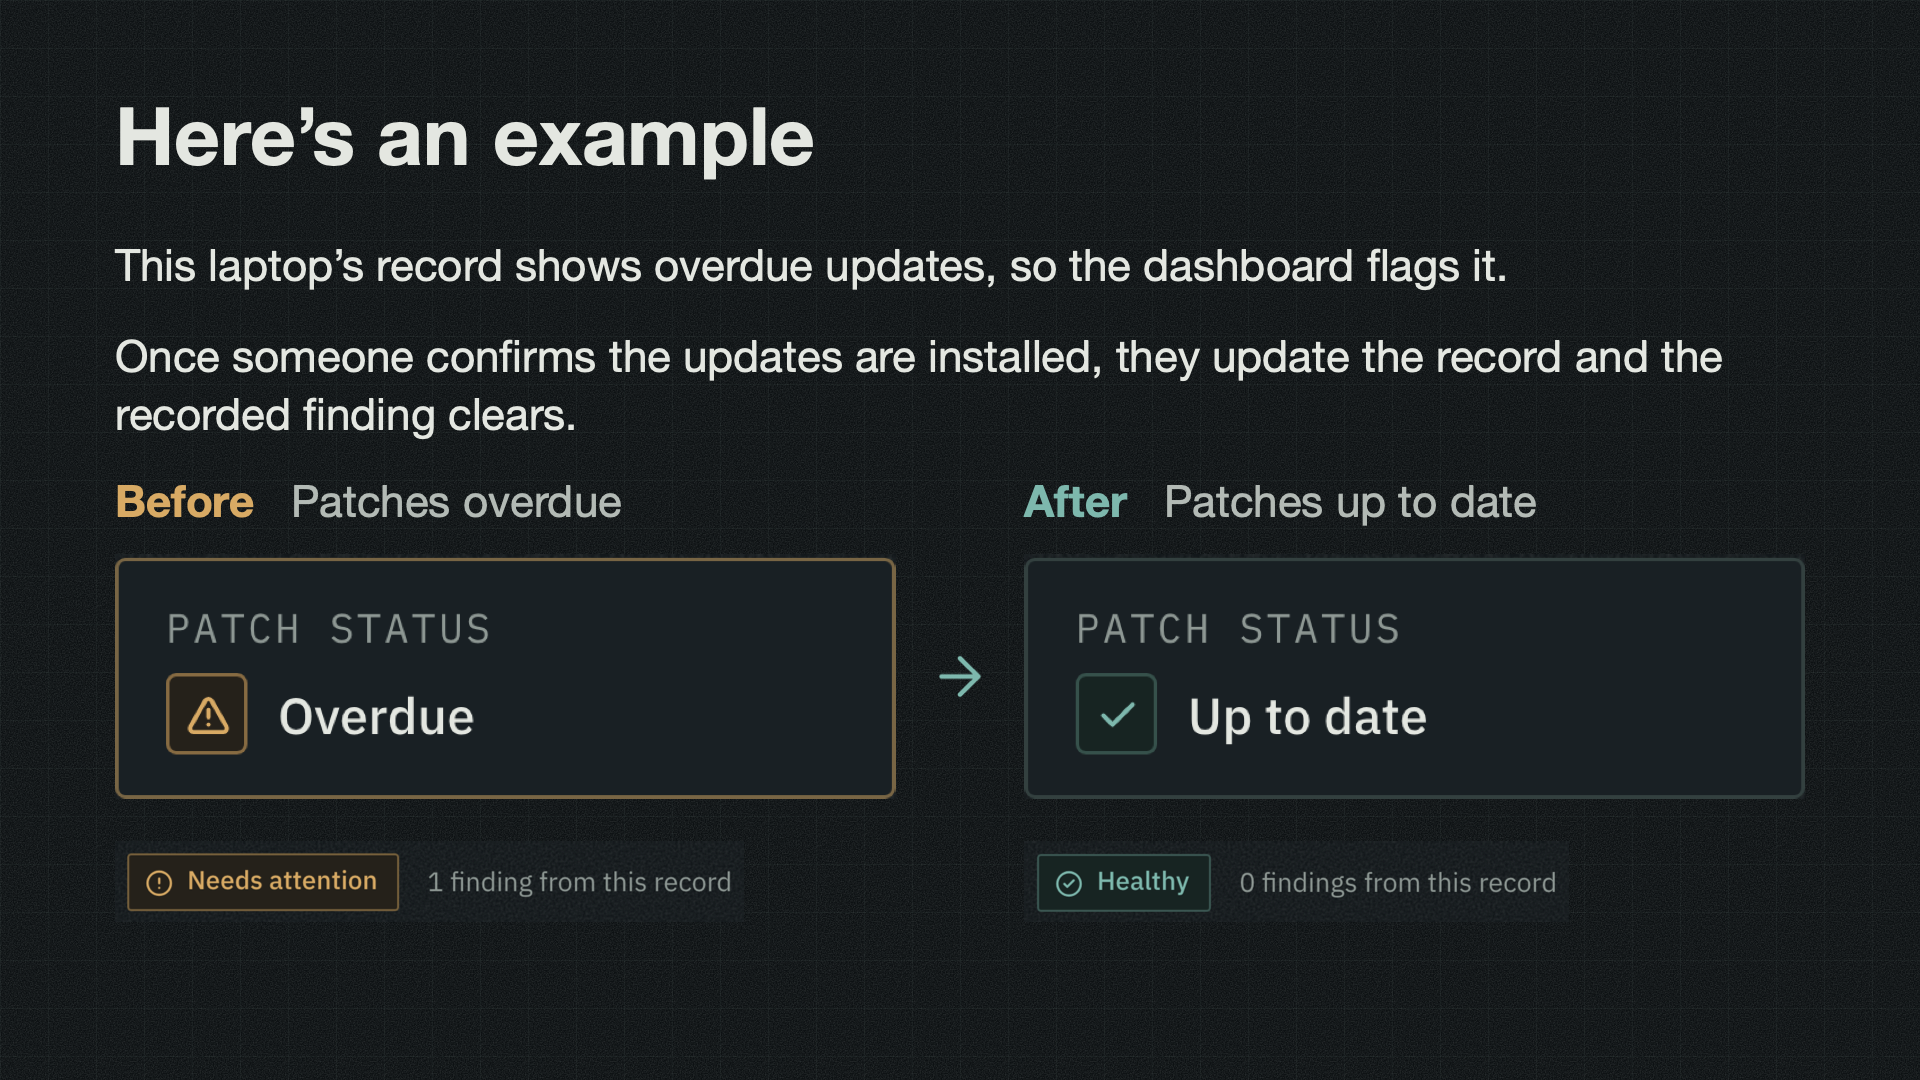 Here’s an example
This laptop’s record shows overdue updates, so the dashboard flags it.
Once someone confirms the updates are installed, they update the record and the
recorded finding clears.
Before Patches overdue
PATCH STATUS
Overdue
Needs attention 1 finding from this record
After Patches up to date
PATCH STATUS
Up to date
Healthy 0 findings from this record